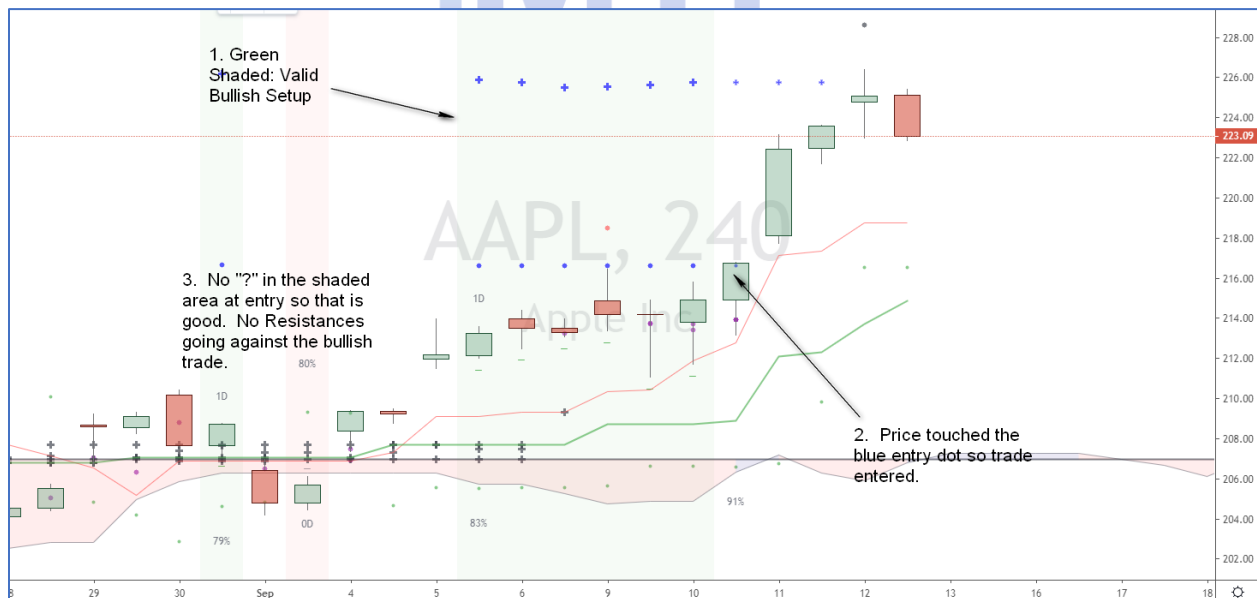 1. Green
Shaded: Valid
Bullish Setup
AAPL, 240
Apple Inc
3. No "?" in the shaded
area at entry so that is
good. No Resistances
going against the bullish
trade.
2. Price touched the
blue entry dot so trade
entered.
1D
1D
80%
0D
79%
83%
91%
228.00
226.00
224.00
223.09
222.00
220.00
218.00
216.00
214.00
212.00
210.00
208.00
206.00
204.00
202.00
8 29 30 Sep 4 5 6 9 10 11 12 13 14 15 16 17 18